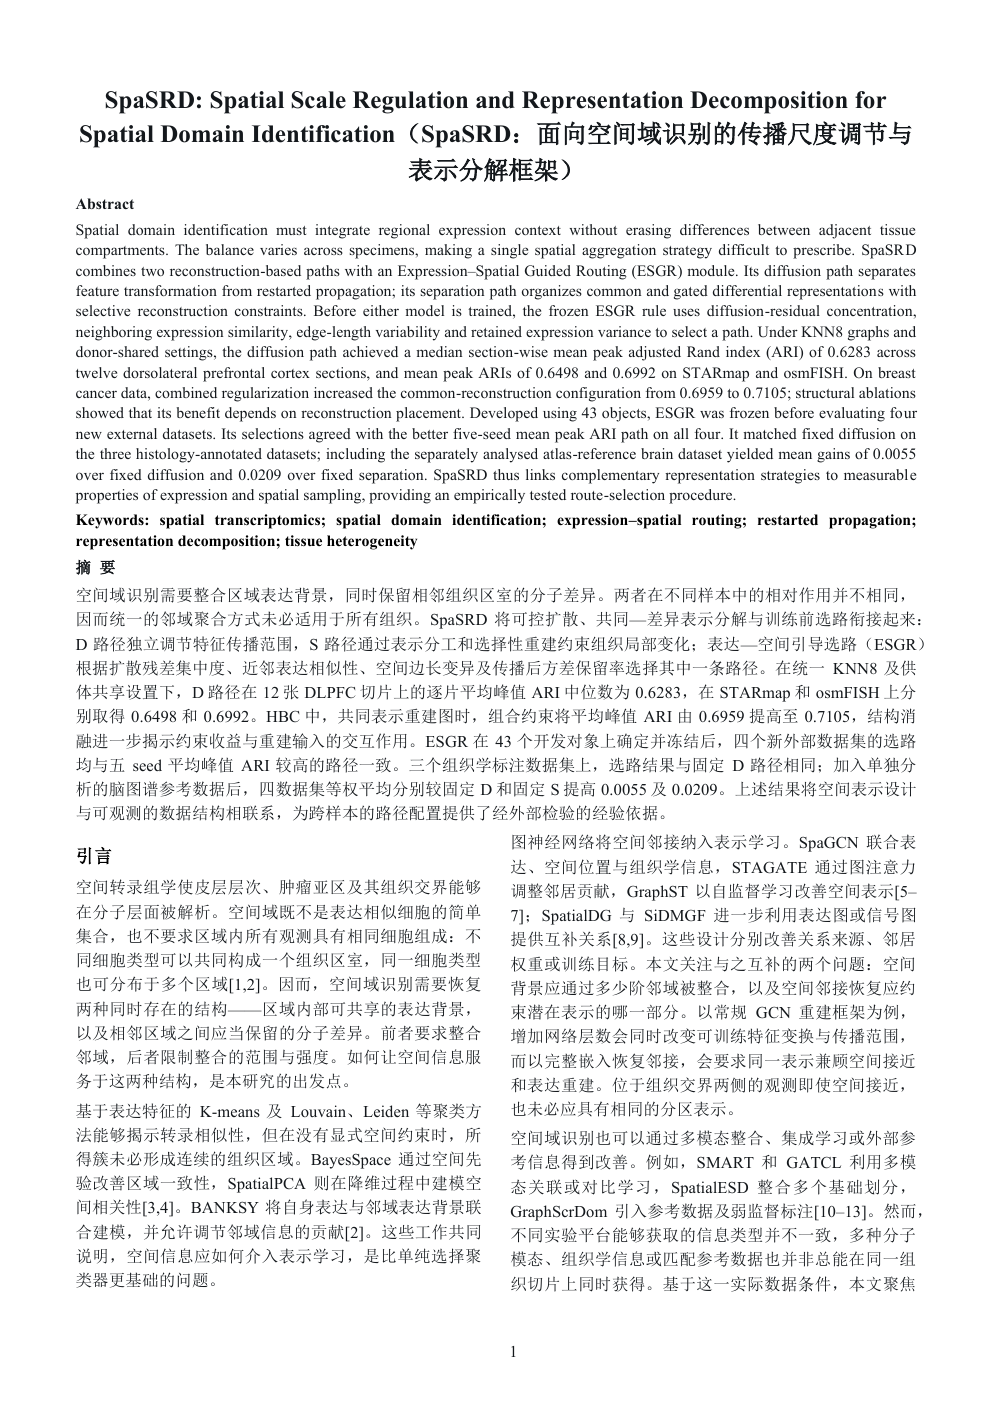 SpaSRD: Spatial Scale Regulation and Representation Decomposition for
Spatial Domain Identification（SpaSRD：面向空间域识别的传播尺度调节与
表示分解框架）
Abstract
Spatial domain identification must integrate regional expression context without erasing differences between adjacent tissue
compartments. The balance varies across specimens, making a single spatial aggregation strategy difficult to prescribe. SpaSRD
combines two reconstruction-based paths with an Expression–Spatial Guided Routing (ESGR) module. Its diffusion path separates
feature transformation from restarted propagation; its separation path organizes common and gated differential representations with
selective reconstruction constraints. Before either model is trained, the frozen ESGR rule uses diffusion-residual concentration,
neighboring expression similarity, edge-length variability and retained expression variance to select a path. Under KNN8 graphs and
donor-shared settings, the diffusion path achieved a median section-wise mean peak adjusted Rand index (ARI) of 0.6283 across
twelve dorsolateral prefrontal cortex sections, and mean peak ARIs of 0.6498 and 0.6992 on STARmap and osmFISH. On breast
cancer data, combined regularization increased the common-reconstruction configuration from 0.6959 to 0.7105; structural ablations
showed that its benefit depends on reconstruction placement. Developed using 43 objects, ESGR was frozen before evaluating four
new external datasets. Its selections agreed with the better five-seed mean peak ARI path on all four. It matched fixed diffusion on
the three histology-annotated datasets; including the separately analysed atlas-reference brain dataset yielded mean gains of 0.0055
over fixed diffusion and 0.0209 over fixed separation. SpaSRD thus links complementary representation strategies to measurable
properties of expression and spatial sampling, providing an empirically tested route-selection procedure.
Keywords: spatial transcriptomics; spatial domain identification; expression–spatial routing; restarted propagation;
representation decomposition; tissue heterogeneity
摘 要
空间域识别需要整合区域表达背景，同时保留相邻组织区室的分子差异。两者在不同样本中的相对作用并不相同，
因而统一的邻域聚合方式未必适用于所有组织。SpaSRD 将可控扩散、共同—差异表示分解与训练前选路衔接起来：
D 路径独立调节特征传播范围，S 路径通过表示分工和选择性重建约束组织局部变化；表达—空间引导选路（ESGR）
根据扩散残差集中度、近邻表达相似性、空间边长变异及传播后方差保留率选择其中一条路径。在统一 KNN8 及供
体共享设置下，D 路径在 12 张 DLPFC 切片上的逐片平均峰值 ARI 中位数为 0.6283，在 STARmap 和 osmFISH 上分
别取得 0.6498 和 0.6992。HBC 中，共同表示重建图时，组合约束将平均峰值 ARI 由 0.6959 提高至 0.7105，结构消
融进一步揭示约束收益与重建输入的交互作用。ESGR 在 43 个开发对象上确定并冻结后，四个新外部数据集的选路
均与五 seed 平均峰值 ARI 较高的路径一致。三个组织学标注数据集上，选路结果与固定 D 路径相同；加入单独分
析的脑图谱参考数据后，四数据集等权平均分别较固定 D 和固定 S 提高 0.0055 及 0.0209。上述结果将空间表示设计
与可观测的数据结构相联系，为跨样本的路径配置提供了经外部检验的经验依据。
引言
空间转录组学使皮层层次、肿瘤亚区及其组织交界能够
在分子层面被解析。空间域既不是表达相似细胞的简单
集合，也不要求区域内所有观测具有相同细胞组成：不
同细胞类型可以共同构成一个组织区室，同一细胞类型
也可分布于多个区域[1,2]。因而，空间域识别需要恢复
两种同时存在的结构——区域内部可共享的表达背景，
以及相邻区域之间应当保留的分子差异。前者要求整合
邻域，后者限制整合的范围与强度。如何让空间信息服
务于这两种结构，是本研究的出发点。
基于表达特征的 K-means 及 Louvain、Leiden 等聚类方
法能够揭示转录相似性，但在没有显式空间约束时，所
得簇未必形成连续的组织区域。BayesSpace 通过空间先
验改善区域一致性，SpatialPCA 则在降维过程中建模空
间相关性[3,4]。BANKSY 将自身表达与邻域表达背景联
合建模，并允许调节邻域信息的贡献[2]。这些工作共同
说明，空间信息应如何介入表示学习，是比单纯选择聚
类器更基础的问题。
图神经网络将空间邻接纳入表示学习。SpaGCN 联合表
达、空间位置与组织学信息，STAGATE 通过图注意力
调整邻居贡献，GraphST 以自监督学习改善空间表示[5–
7]；SpatialDG 与 SiDMGF 进一步利用表达图或信号图
提供互补关系[8,9]。这些设计分别改善关系来源、邻居
权重或训练目标。本文关注与之互补的两个问题：空间
背景应通过多少阶邻域被整合，以及空间邻接恢复应约
束潜在表示的哪一部分。以常规 GCN 重建框架为例，
增加网络层数会同时改变可训练特征变换与传播范围，
而以完整嵌入恢复邻接，会要求同一表示兼顾空间接近
和表达重建。位于组织交界两侧的观测即使空间接近，
也未必应具有相同的分区表示。
空间域识别也可以通过多模态整合、集成学习或外部参
考信息得到改善。例如，SMART 和 GATCL 利用多模
态关联或对比学习，SpatialESD 整合多个基础划分，
GraphScrDom 引入参考数据及弱监督标注[10–13]。然而，
不同实验平台能够获取的信息类型并不一致，多种分子
模态、组织学信息或匹配参考数据也并非总能在同一组
织切片上同时获得。基于这一实际数据条件，本文聚焦
1